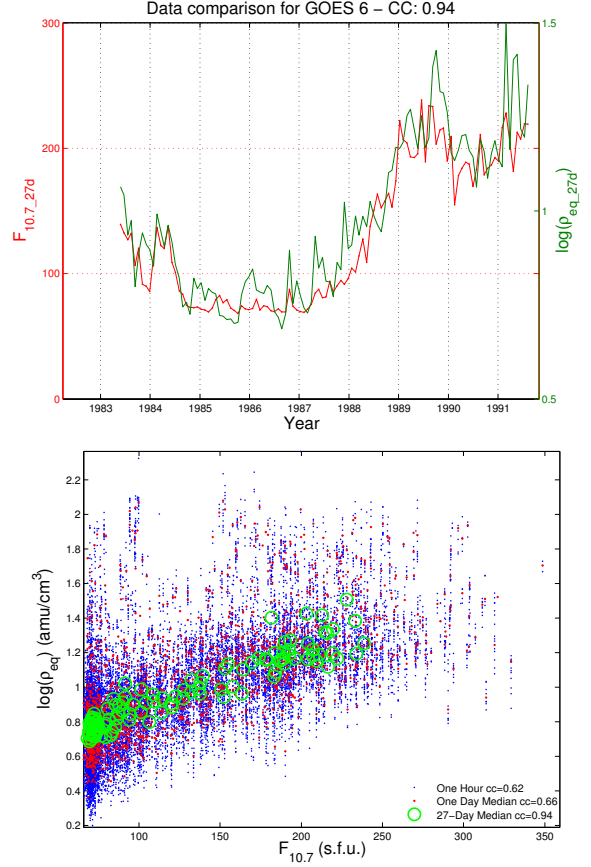 Data comparison for GOES 6 − CC: 0.94
300
200
100
0
F10.7_27d
1.5
1
0.5
log(ρeq_27d)
1983 1984 1985 1986 1987 1988 1989 1990 1991
Year
2.2
2
1.8
1.6
1.4
1.2
1
0.8
0.6
0.4
0.2
log(ρeq) (amu/cm³)
One Hour cc=0.62
One Day Median cc=0.66
27−Day Median cc=0.94
100 150 200 250 300 350
F10.7 (s.f.u.)